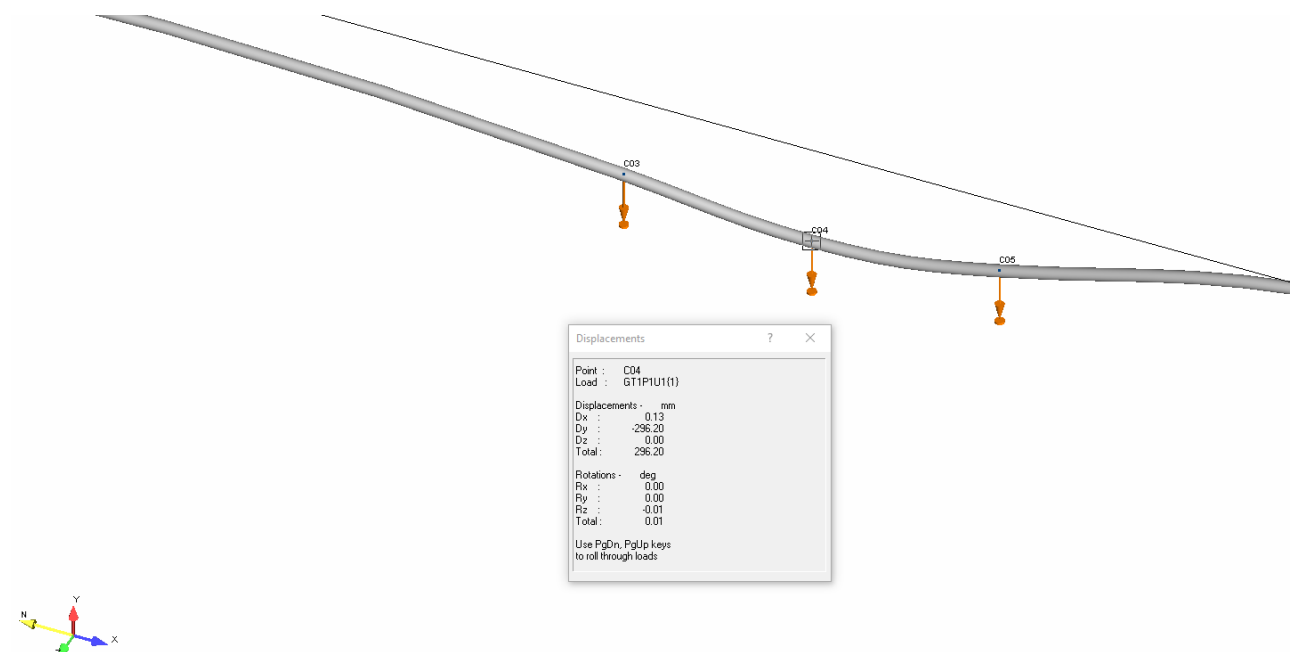 C03
C04
C05
Displacements ? ×
Point : C04
Load : GT1P1U1{1}
Displacements - mm
Dx : 0.13
Dy : -296.20
Dz : 0.00
Total : 296.20
Rotations - deg
Rx : 0.00
Ry : 0.00
Rz : -0.01
Total : 0.01
Use PgDn, PgUp keys
to roll through loads
Y
N
X